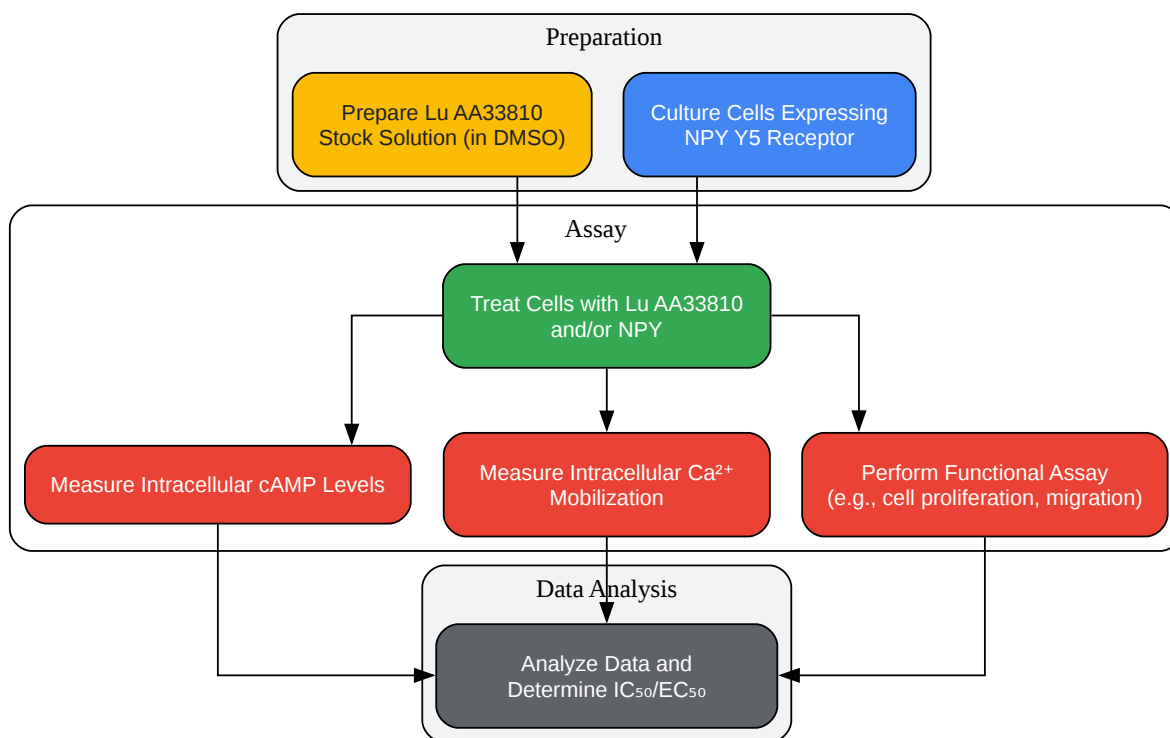 Preparation
Prepare Lu AA33810
Stock Solution (in DMSO)
Culture Cells Expressing
NPY Y5 Receptor
Assay
Treat Cells with Lu AA33810
and/or NPY
Measure Intracellular cAMP Levels
Measure Intracellular Ca²⁺
Mobilization
Perform Functional Assay
(e.g., cell proliferation, migration)
Data Analysis
Analyze Data and
Determine IC₅₀/EC₅₀